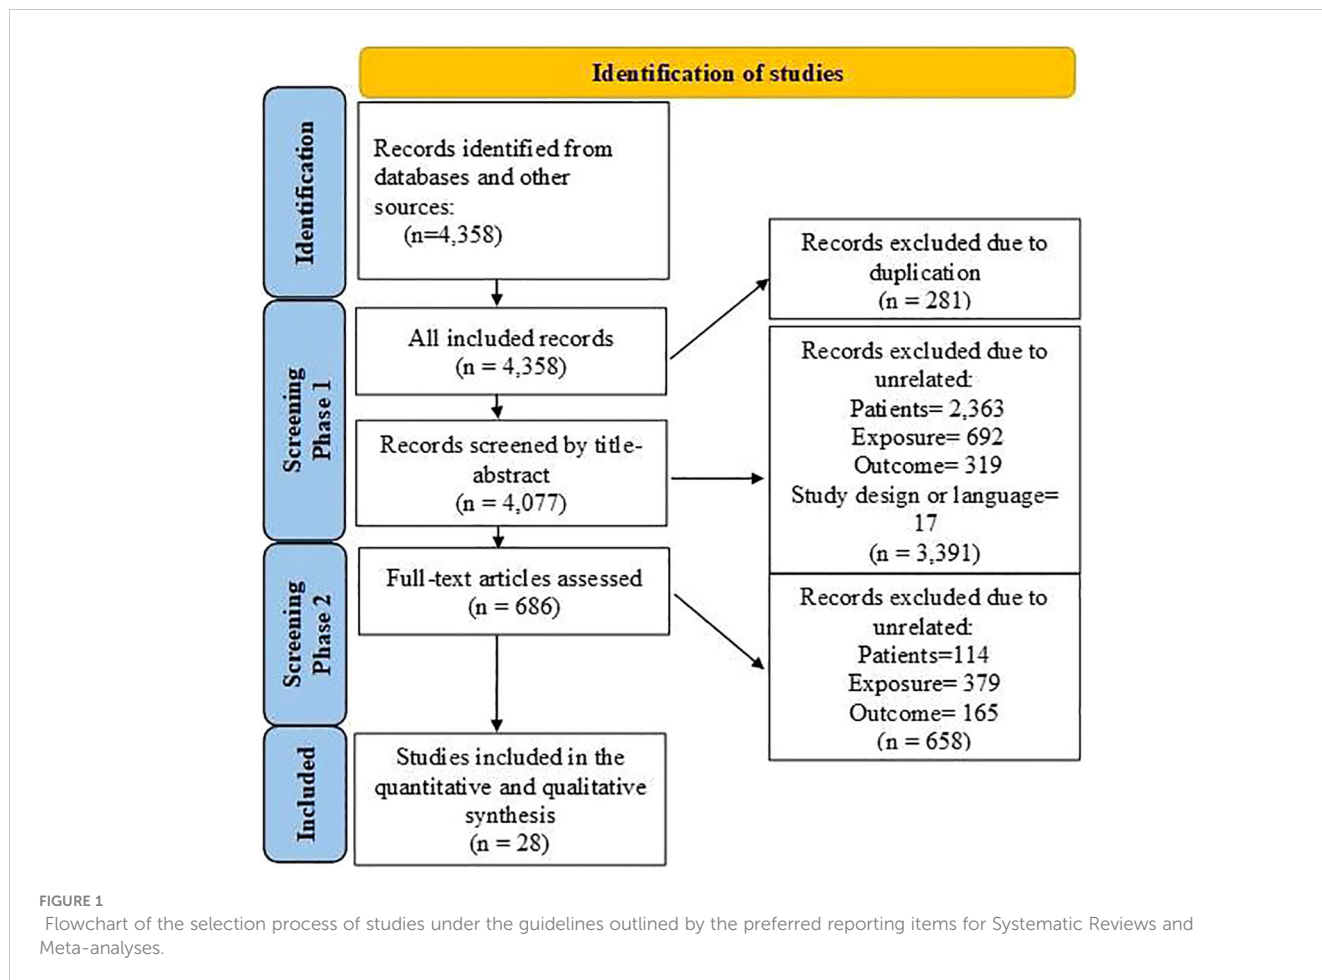 Identification of studies
Identification
Records identified from
databases and other
sources:
(n=4,358)
Records excluded due to
duplication
(n = 281)
Screening
Phase 1
All included records
(n = 4,358)
Records excluded due to
unrelated:
Patients= 2,363
Exposure= 692
Outcome= 319
Study design or language=
17
(n = 3,391)
Records screened by title-
abstract
(n = 4,077)
Screening
Phase 2
Full-text articles assessed
(n = 686)
Records excluded due to
unrelated:
Patients=114
Exposure= 379
Outcome= 165
(n = 658)
Included
Studies included in the
quantitative and qualitative
synthesis
(n = 28)
FIGURE 1
Flowchart of the selection process of studies under the guidelines outlined by the preferred reporting items for Systematic Reviews and
Meta-analyses.